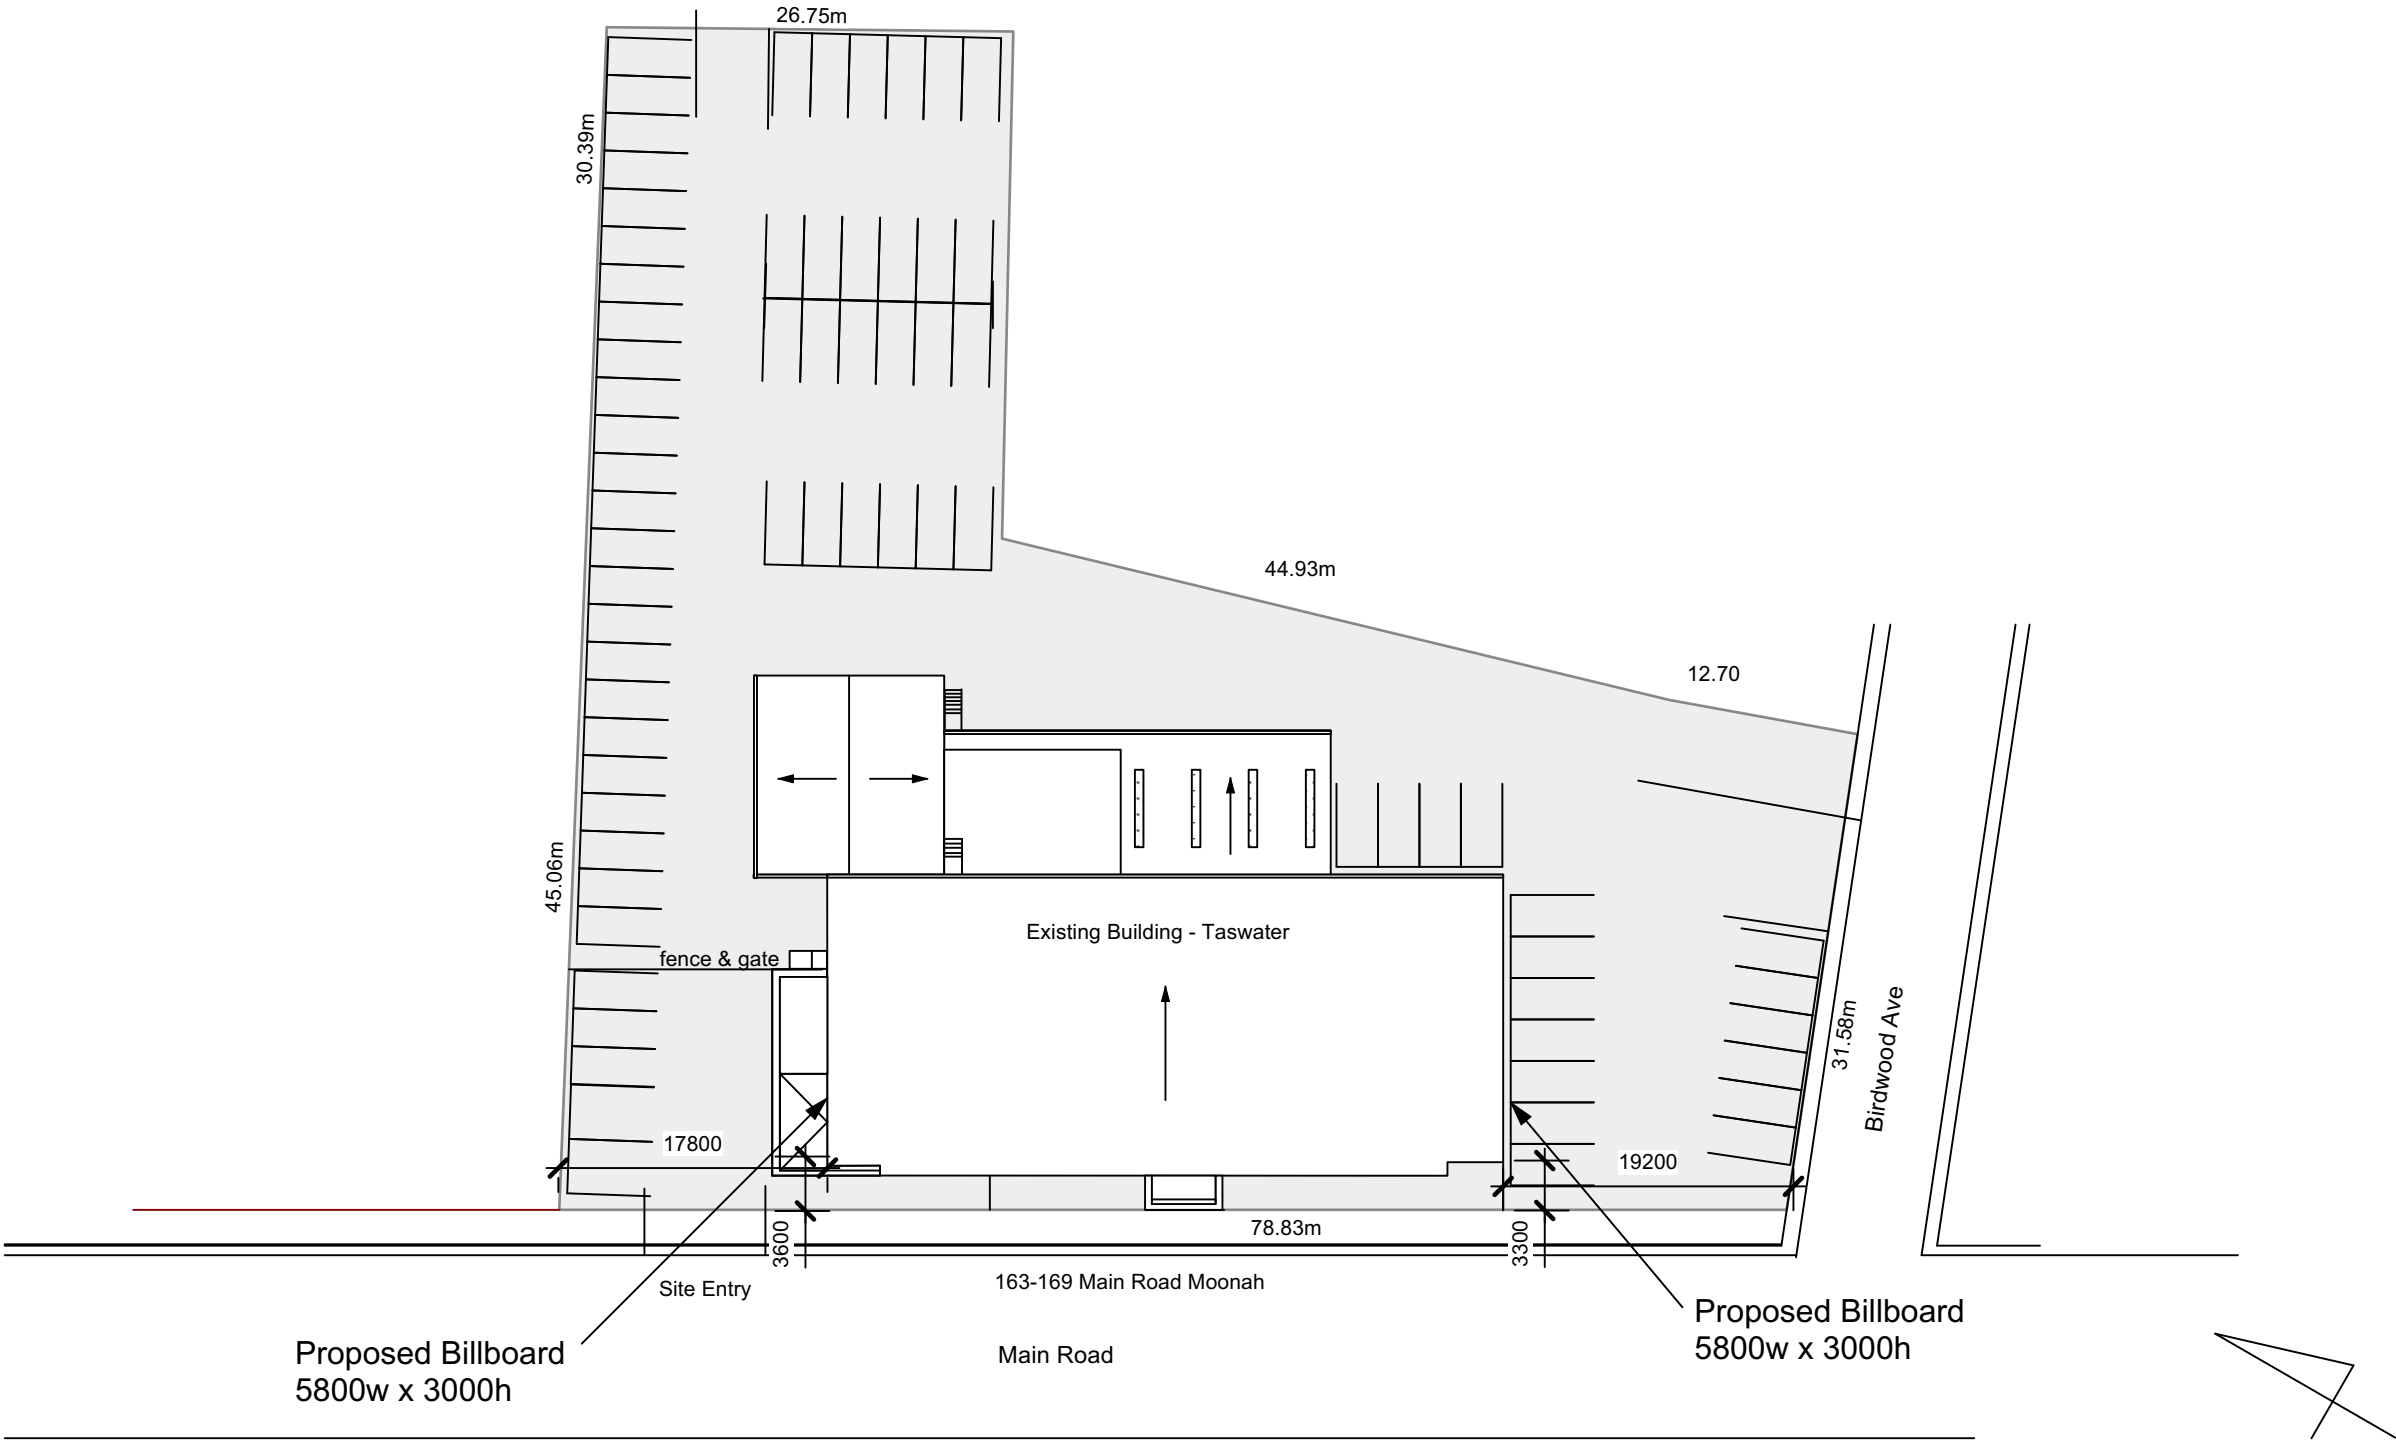 26.75m
30.39m
44.93m
12.70
45.06m
Existing Building - Taswater
fence & gate
31.58m
Birdwood Ave
17800
19200
3600
78.83m
3300
Site Entry
163-169 Main Road Moonah
Proposed Billboard
5800w x 3000h
Main Road
Proposed Billboard
5800w x 3000h